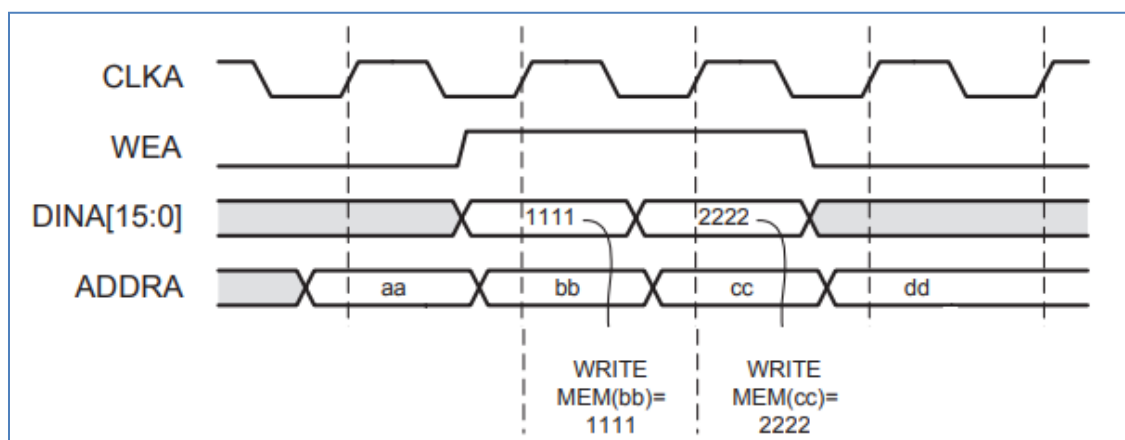 CLKA
WEA
DINA[15:0] 1111 2222
ADDRA aa bb cc dd
WRITE WRITE
MEM(bb)= MEM(cc)=
1111 2222